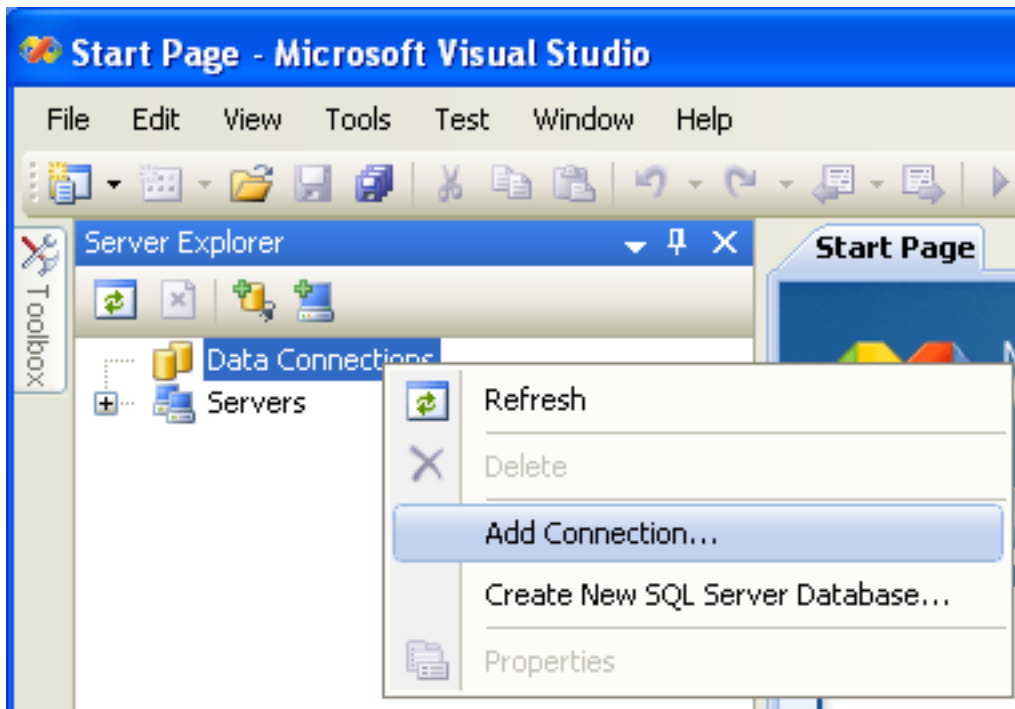 Start Page - Microsoft Visual Studio
File Edit View Tools Test Window Help
Server Explorer
Start Page
Toolbox
Data Connections
Servers
Refresh
Delete
Add Connection...
Create New SQL Server Database...
Properties